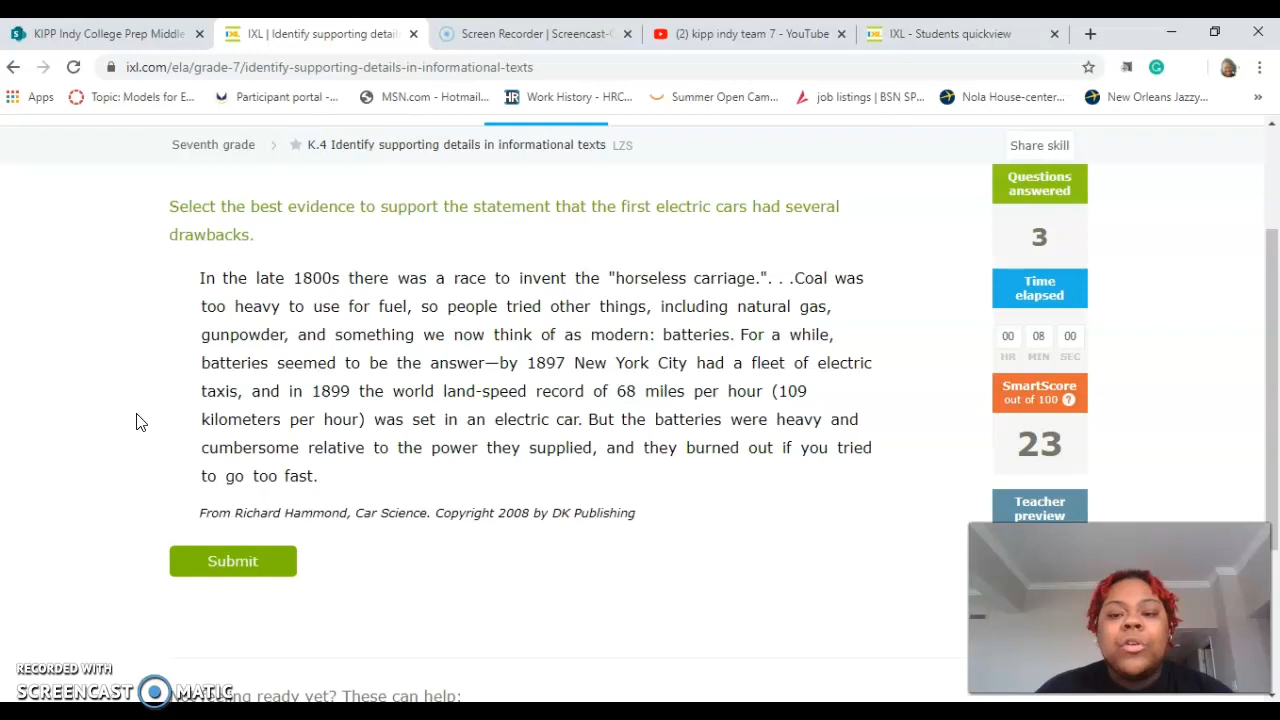 KIPP Indy College Prep Middle
IXL | Identify supporting detail
Screen Recorder | Screencast-O
(2) kipp indy team 7 - YouTube
IXL - Students quickview
ixl.com/ela/grade-7/identify-supporting-details-in-informational-texts
Apps
Topic: Models for E...
Participant portal -...
MSN.com - Hotmail...
HR Work History - HRC...
Summer Open Cam...
job listings | BSN SP...
Nola House-center...
New Orleans Jazzy...
»
Seventh grade
K.4 Identify supporting details in informational texts LZS
Share skill
Select the best evidence to support the statement that the first electric cars had several
drawbacks.
In the late 1800s there was a race to invent the "horseless carriage.". . .Coal was
too heavy to use for fuel, so people tried other things, including natural gas,
gunpowder, and something we now think of as modern: batteries. For a while,
batteries seemed to be the answer—by 1897 New York City had a fleet of electric
taxis, and in 1899 the world land-speed record of 68 miles per hour (109
kilometers per hour) was set in an electric car. But the batteries were heavy and
cumbersome relative to the power they supplied, and they burned out if you tried
to go too fast.
From Richard Hammond, Car Science. Copyright 2008 by DK Publishing
Submit
Questions
answered
3
Time
elapsed
00 08 00
HR MIN SEC
SmartScore
out of 100 ?
23
Teacher
preview
RECORDED WITH
SCREENCAST MATIC
feeling ready yet? These can help: